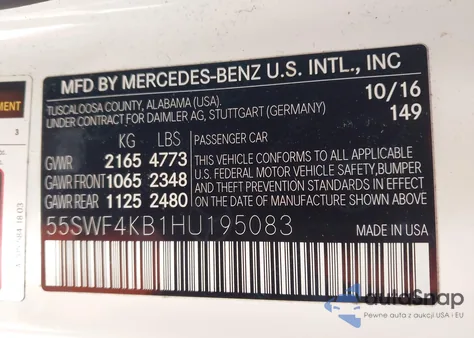 MFD BY MERCEDES-BENZ U.S. INTL., INC
TUSCALOOSA COUNTY, ALABAMA (USA).
UNDER CONTRACT FOR DAIMLER AG, STUTTGART (GERMANY)
10/16
149
KG LBS
GVWR 2165 4773
GAWR FRONT 1065 2348
GAWR REAR 1125 2480
PASSENGER CAR
THIS VEHICLE CONFORMS TO ALL APPLICABLE
U.S. FEDERAL MOTOR VEHICLE SAFETY,BUMPER
AND THEFT PREVENTION STANDARDS IN EFFECT
ON THE DATE OF MANUFACTURE SHOWN ABOVE
55SWF4KB1HU195083
3
autoSnap
Pewne auta z aukcji USA i EU